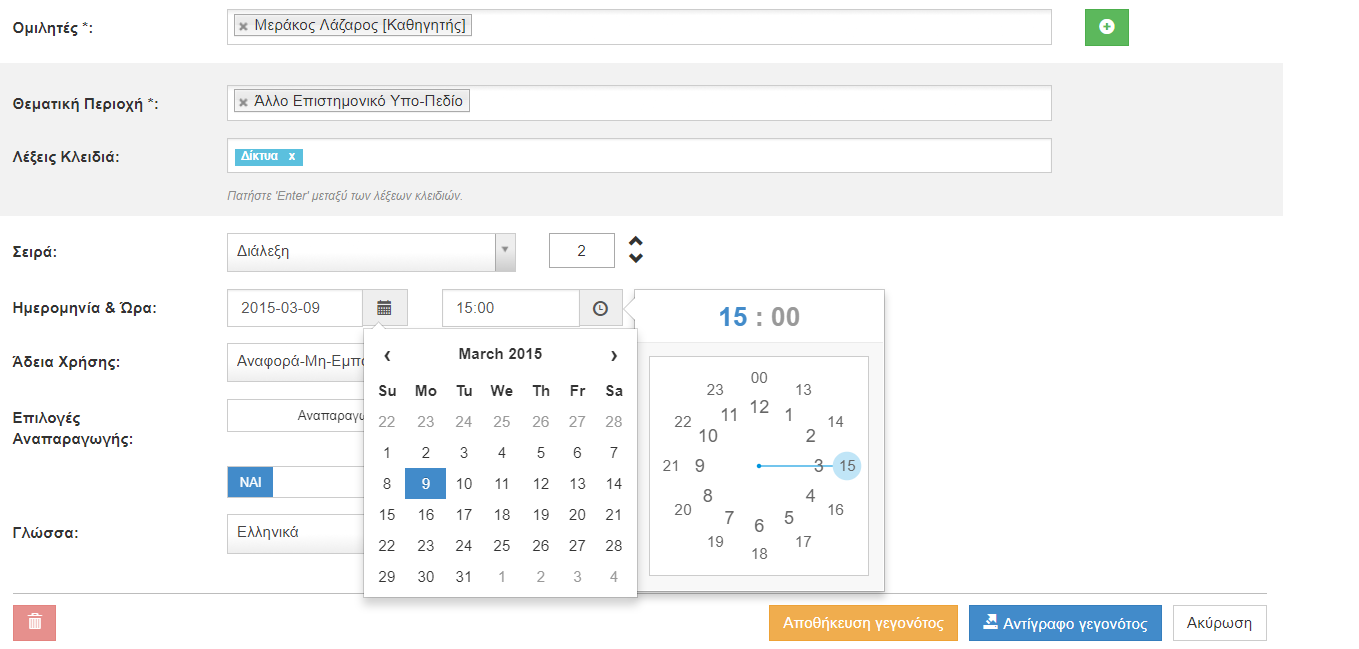 Ομιλητές *:
× Μεράκος Λάζαρος [Καθηγητής]
Θεματική Περιοχή *:
× Άλλο Επιστημονικό Υπο-Πεδίο
Λέξεις Κλειδιά:
Δίκτυα x
Πατήστε 'Enter' μεταξύ των λέξεων κλειδιών.
Σειρά:
Διάλεξη
2
Ημερομηνία & Ώρα:
2015-03-09
15:00
15 : 00
Άδεια Χρήσης:
Αναφορά-Μη-Εμπο
Επιλογές
Αναπαραγωγής:
Αναπαραγω
ΝΑΙ
Γλώσσα:
Ελληνικά
‹ March 2015 ›
Su Mo Tu We Th Fr Sa
22 23 24 25 26 27 28
1 2 3 4 5 6 7
8 9 10 11 12 13 14
15 16 17 18 19 20 21
22 23 24 25 26 27 28
29 30 31 1 2 3 4
00
23 13
12
11 1
22 14
10 2
21 9 3 15
8 4
20 16
7 5
6
19 17
18
Αποθήκευση γεγονότος
Αντίγραφο γεγονότος
Ακύρωση